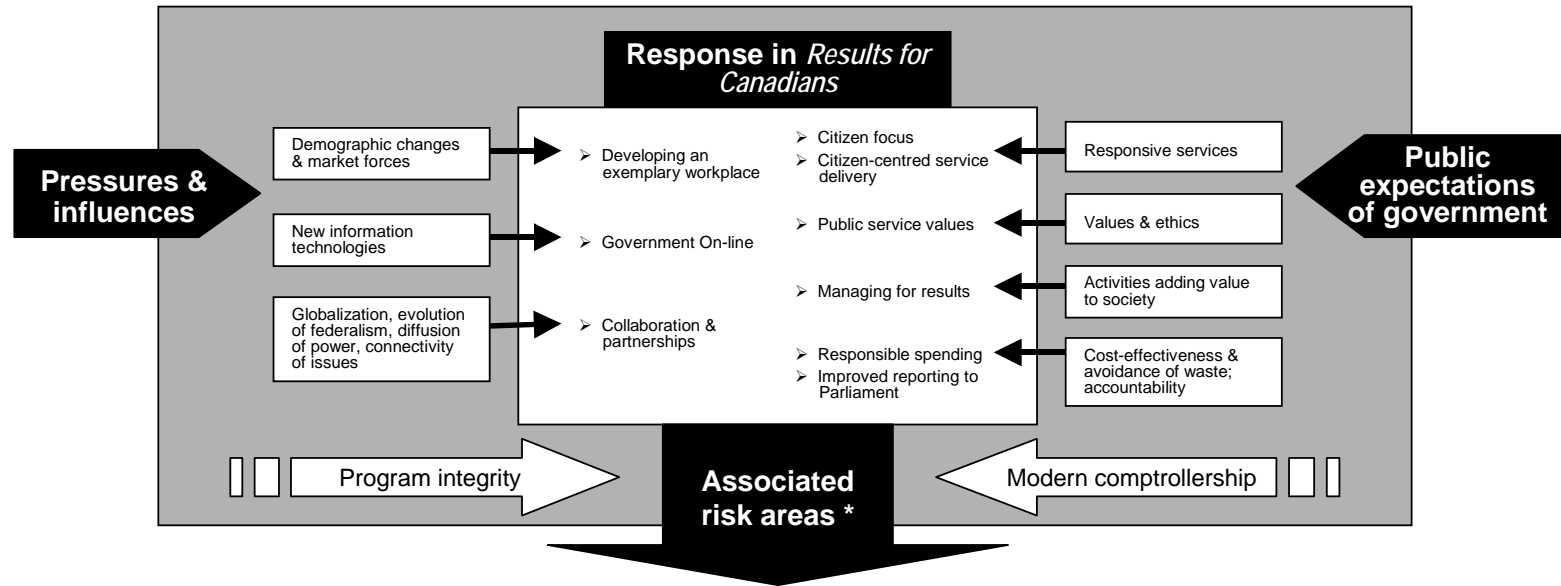 Response in Results for
Canadians
Pressures &
influences
Demographic changes
& market forces
New information
technologies
Globalization, evolution
of federalism, diffusion
of power, connectivity
of issues
➢ Developing an
exemplary workplace
➢ Government On-line
➢ Collaboration &
partnerships
➢ Citizen focus
➢ Citizen-centred service
delivery
➢ Public service values
➢ Managing for results
➢ Responsible spending
➢ Improved reporting to
Parliament
Responsive services
Values & ethics
Activities adding value
to society
Cost-effectiveness &
avoidance of waste;
accountability
Public
expectations
of government
Program integrity
Associated
risk areas *
Modern comptrollership